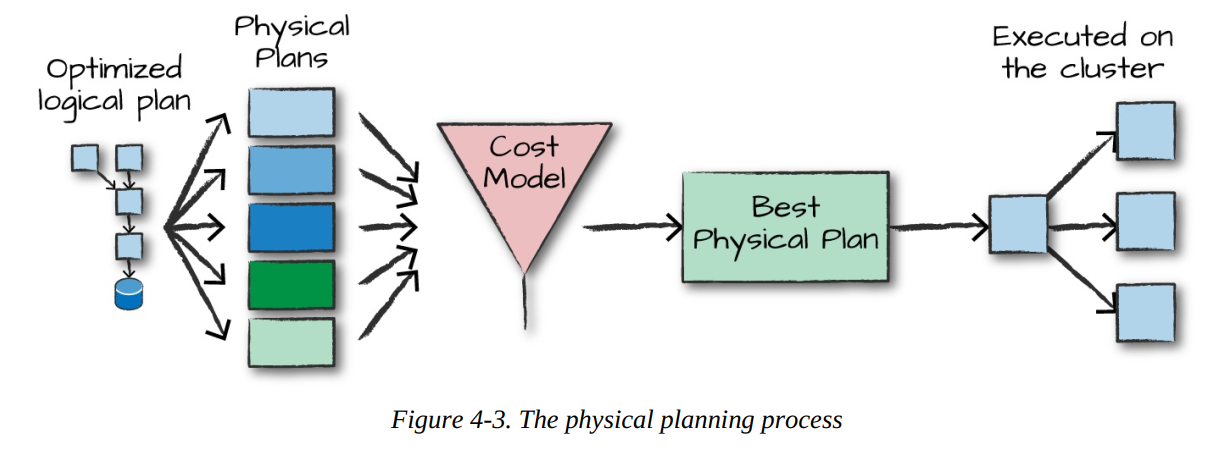 Optimized
logical plan
Physical
Plans
Cost
Model
Best
Physical Plan
Executed on
the cluster
Figure 4-3. The physical planning process